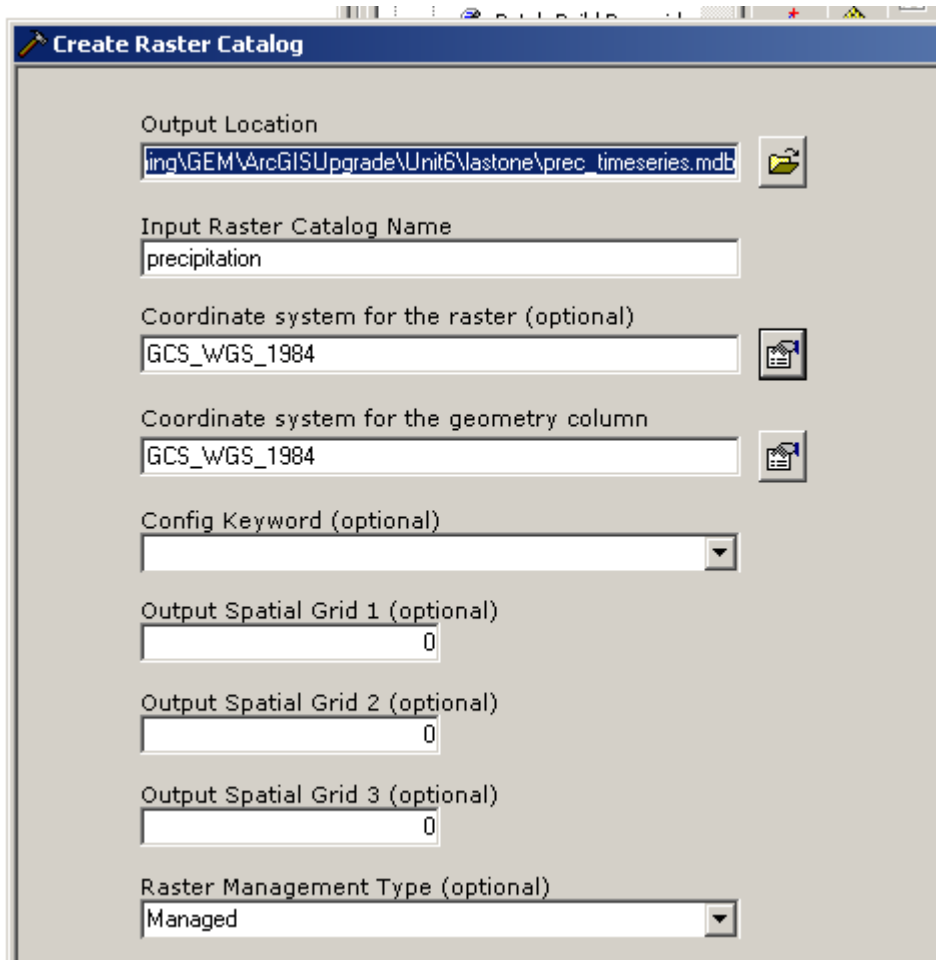 Create Raster Catalog
Output Location
ing\GEM\ArcGISUpgrade\Unit6\lastone\prec_timeseries.mdb
Input Raster Catalog Name
precipitation
Coordinate system for the raster (optional)
GCS_WGS_1984
Coordinate system for the geometry column
GCS_WGS_1984
Config Keyword (optional)
Output Spatial Grid 1 (optional)
0
Output Spatial Grid 2 (optional)
0
Output Spatial Grid 3 (optional)
0
Raster Management Type (optional)
Managed